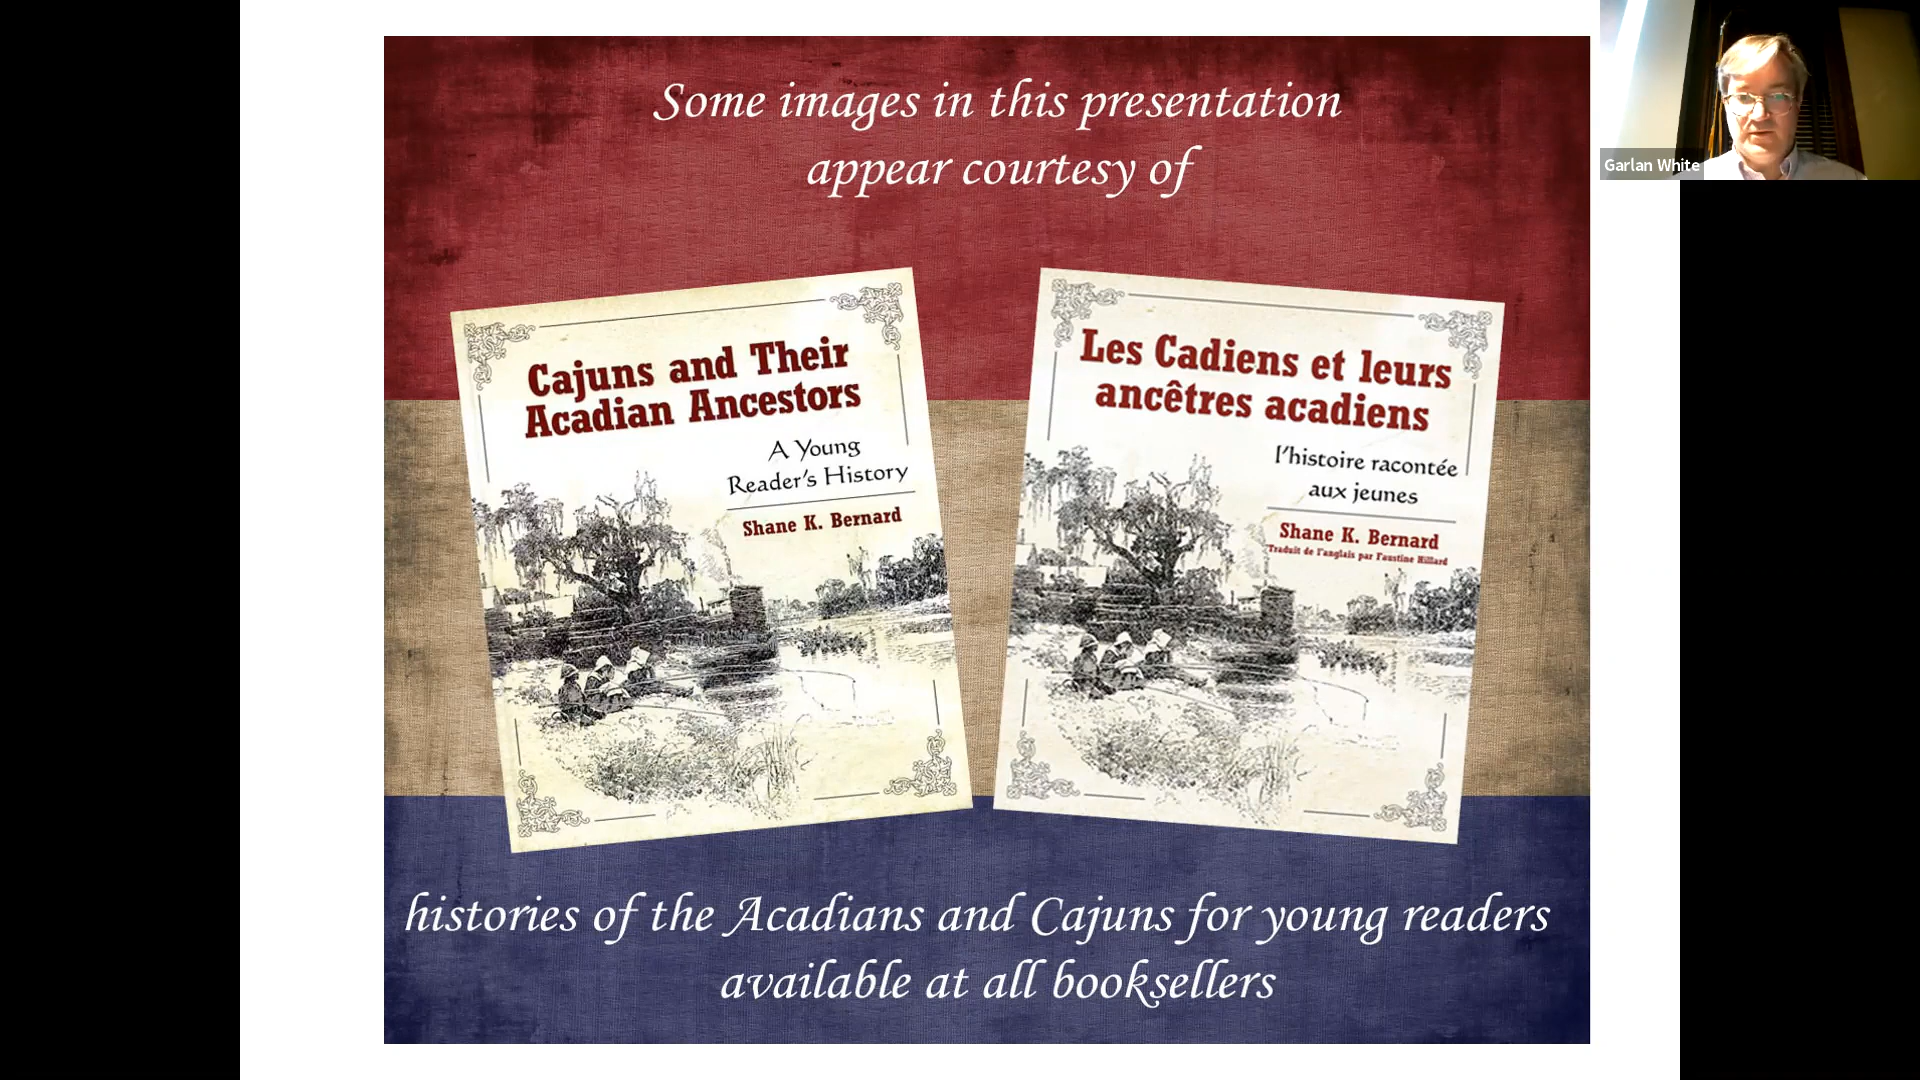 Some images in this presentation
appear courtesy of
Cajuns and Their
Acadian Ancestors
A Young
Reader's History
Shane K. Bernard
Les Cadiens et leurs
ancêtres acadiens
l'histoire racontée
aux jeunes
Shane K. Bernard
Traduit de l'anglais par Faustine Hillard
histories of the Acadians and Cajuns for young readers
available at all booksellers
Garlan White